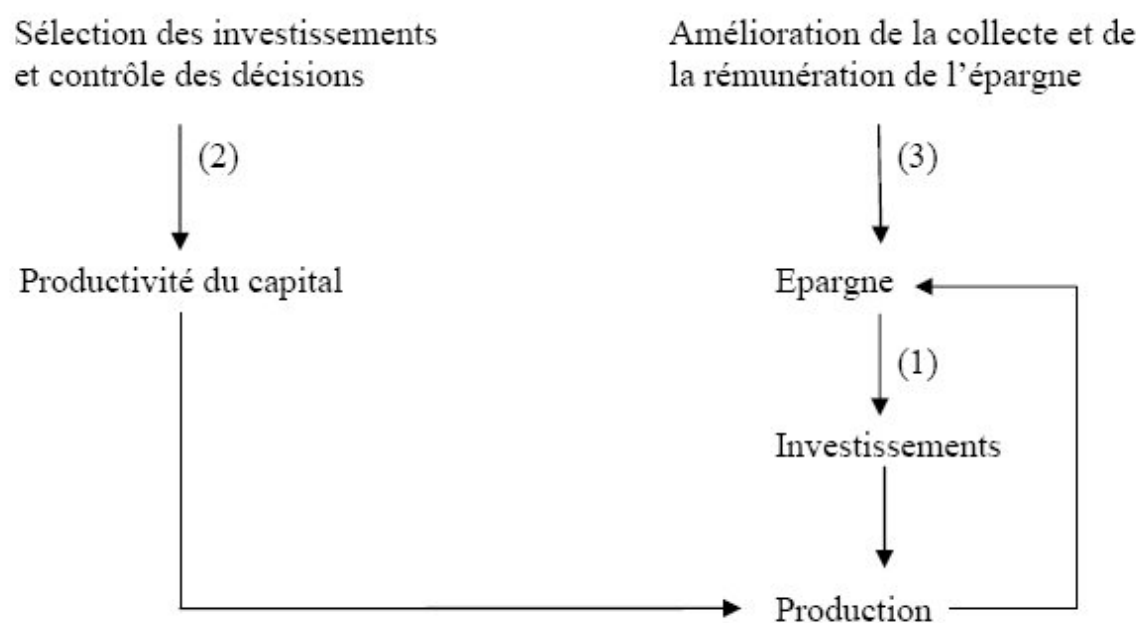 Sélection des investissements
et contrôle des décisions
Amélioration de la collecte et de
la rémunération de l'épargne
(2)
(3)
Productivité du capital
Epargne
(1)
Investissements
Production